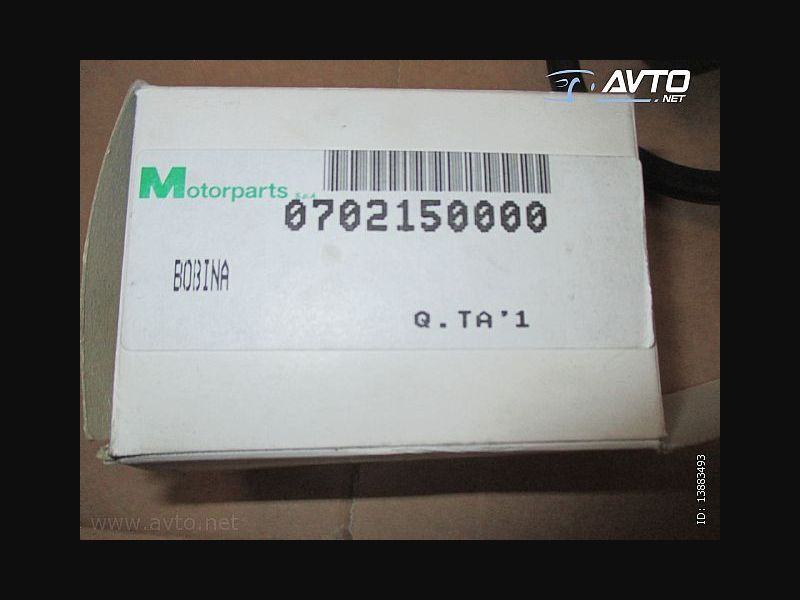 AVTO
.NET
Motorparts
0702150000
BOBINA
Q.TA'1
ID: 13883493
www.avto.net